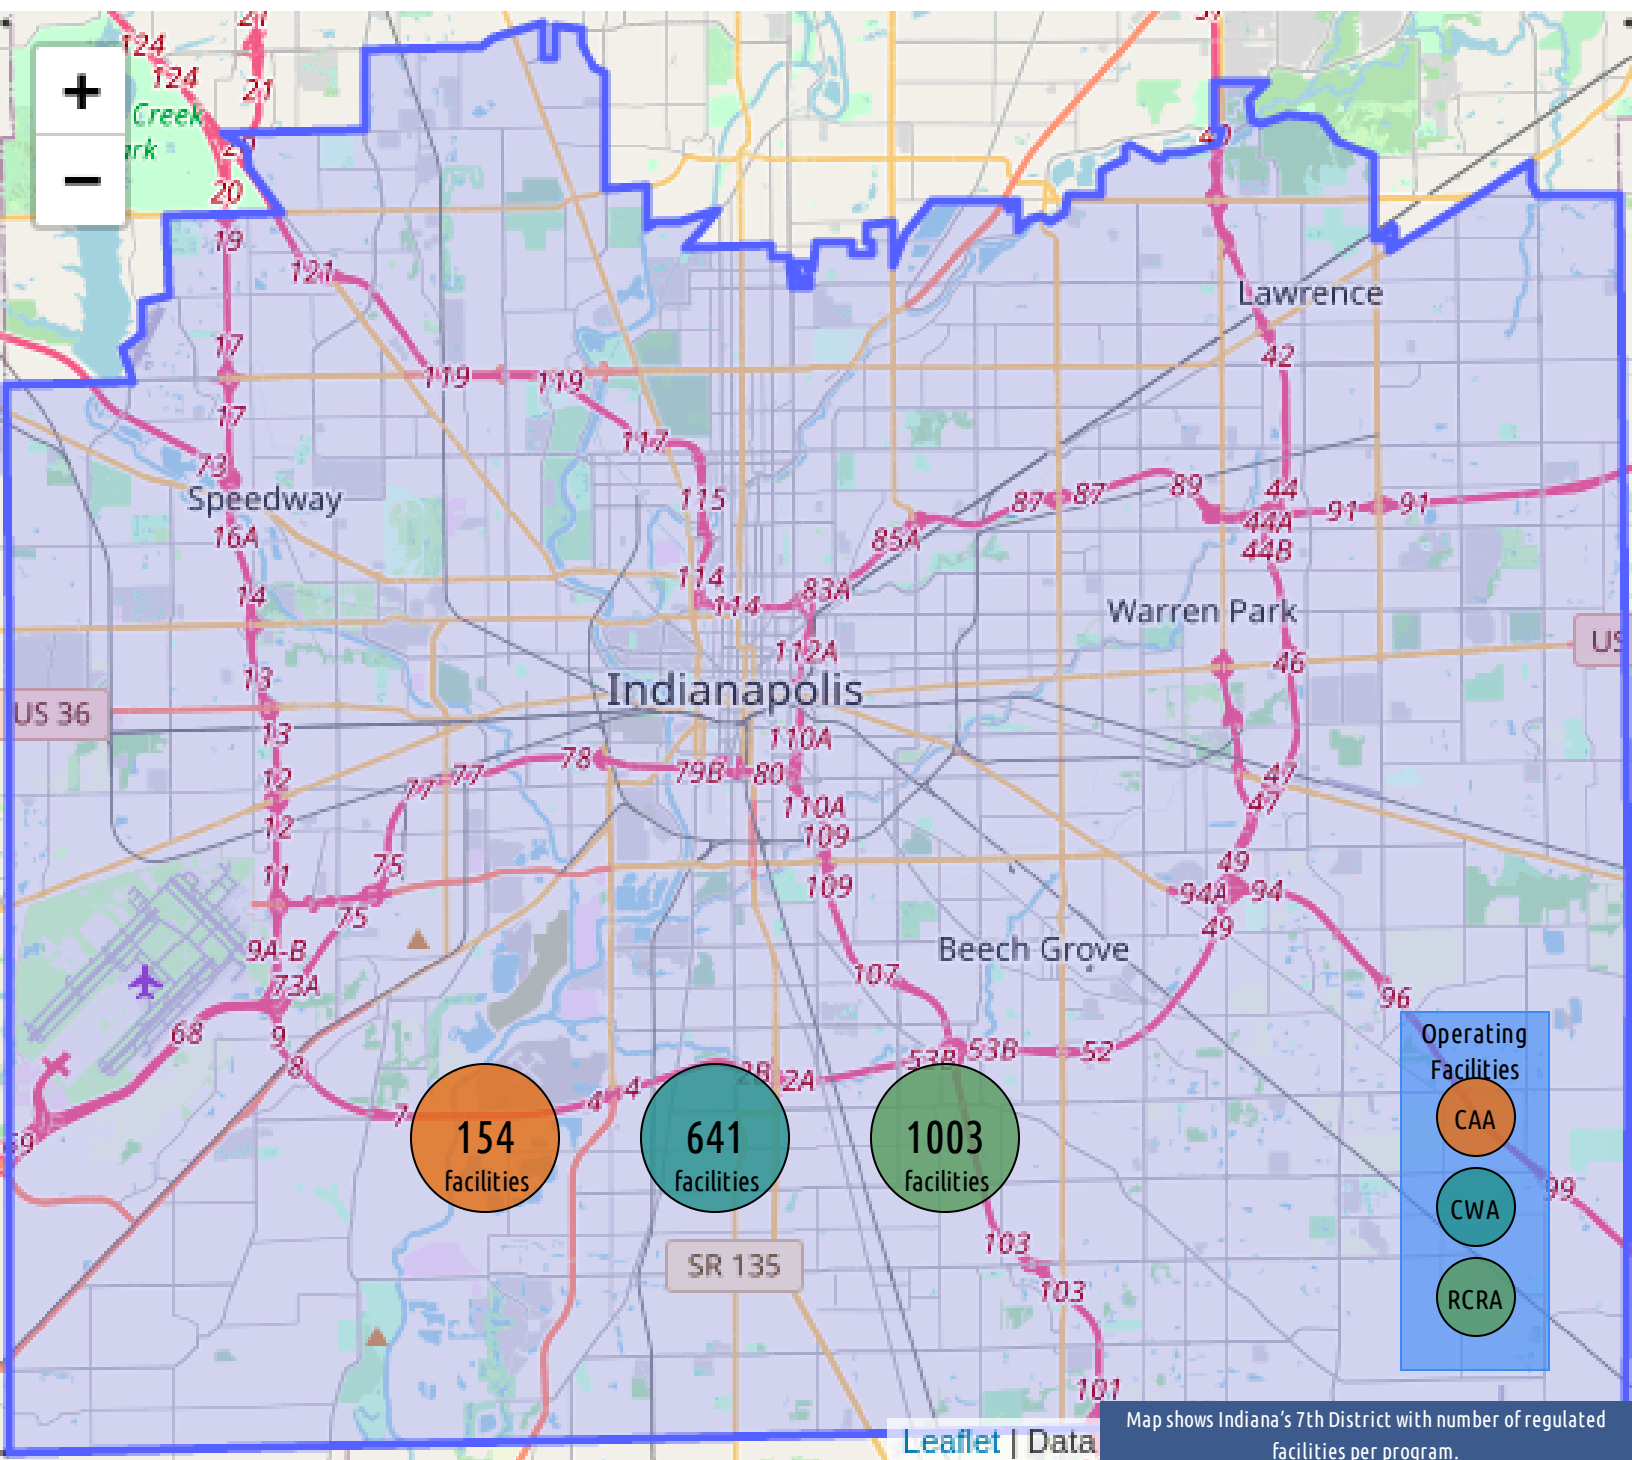 21
124
124
21
Creek
ark
20
20
19
121
40
Lawrence
17
42
119
119
17
117
73
Speedway
115
87
87
89
44
91
91
44A
16A
85A
44B
114
83A
14
114
Warren Park
112A
46
US
13
Indianapolis
US 36
13
110A
78
79B
80
77
77
12
47
47
110A
12
109
75
49
11
109
94A
94
75
49
9A-B
Beech Grove
73A
107
96
68
9
53B
53B
52
Operating
Facilities
8
2B
2A
4
4
7
CAA
154
facilities
641
facilities
1003
facilities
59
99
CWA
103
SR 135
103
RCRA
101
Map shows Indiana's 7th District with number of regulated
facilities per program.
Leaflet | Data
+
−